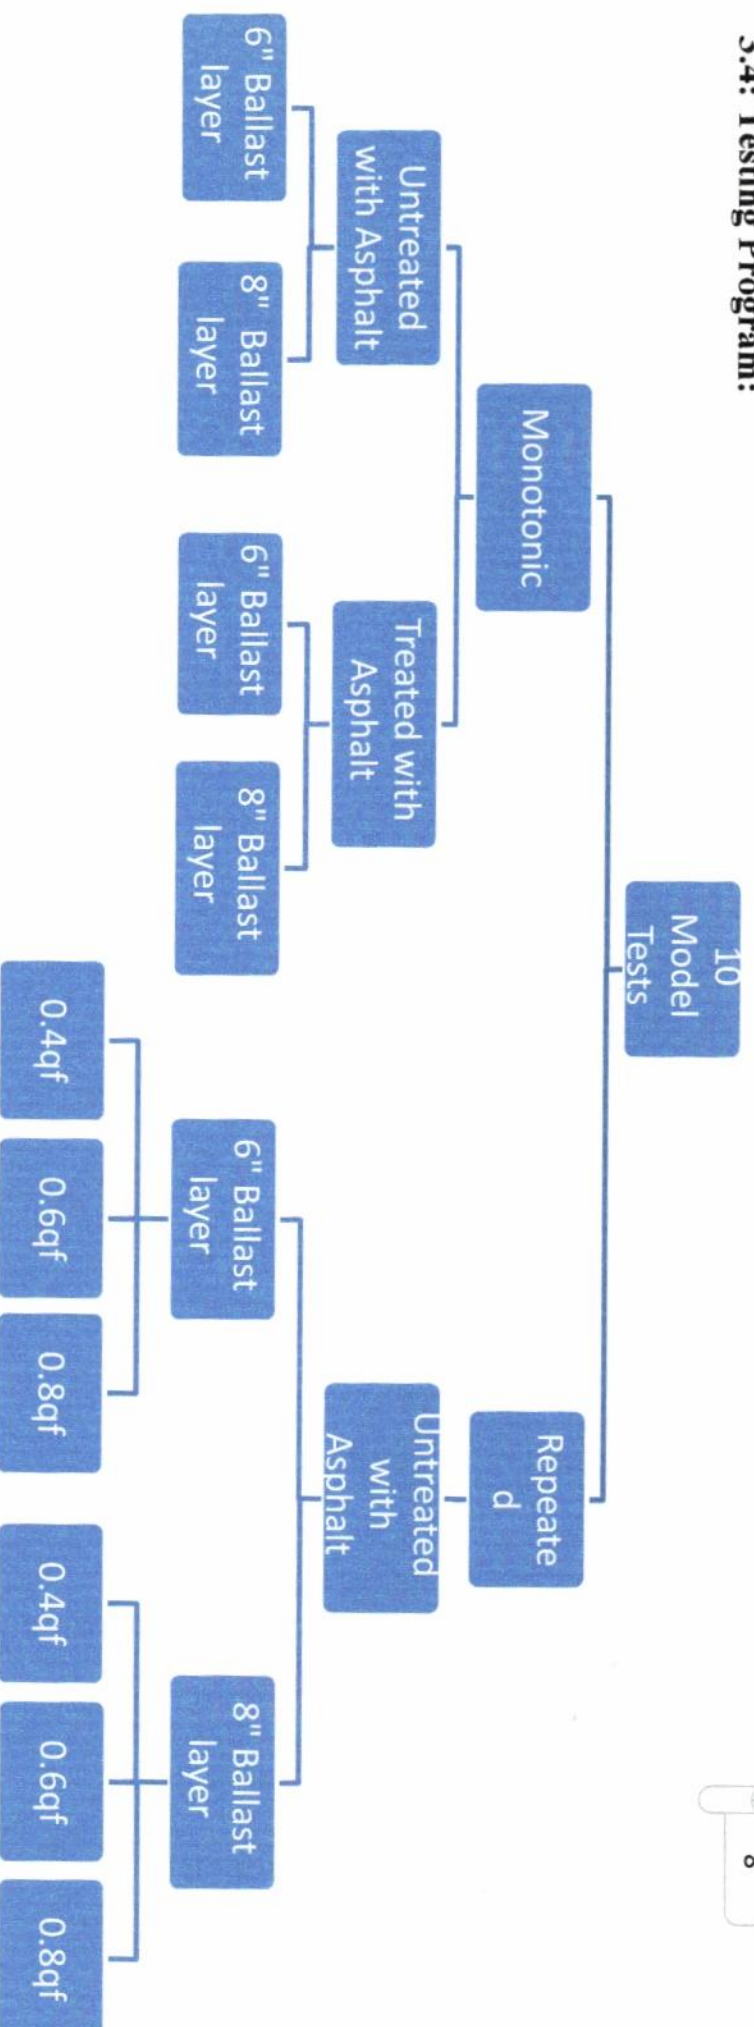 3.4: Testing Program:
8
10
Model
Tests
Monotonic
Repeate
d
Untreated
with Asphalt
Treated with
Asphalt
Untreated
with
Asphalt
6" Ballast
layer
8" Ballast
layer
6" Ballast
layer
8" Ballast
layer
6" Ballast
layer
8" Ballast
layer
0.4qf
0.6qf
0.8qf
0.4qf
0.6qf
0.8qf